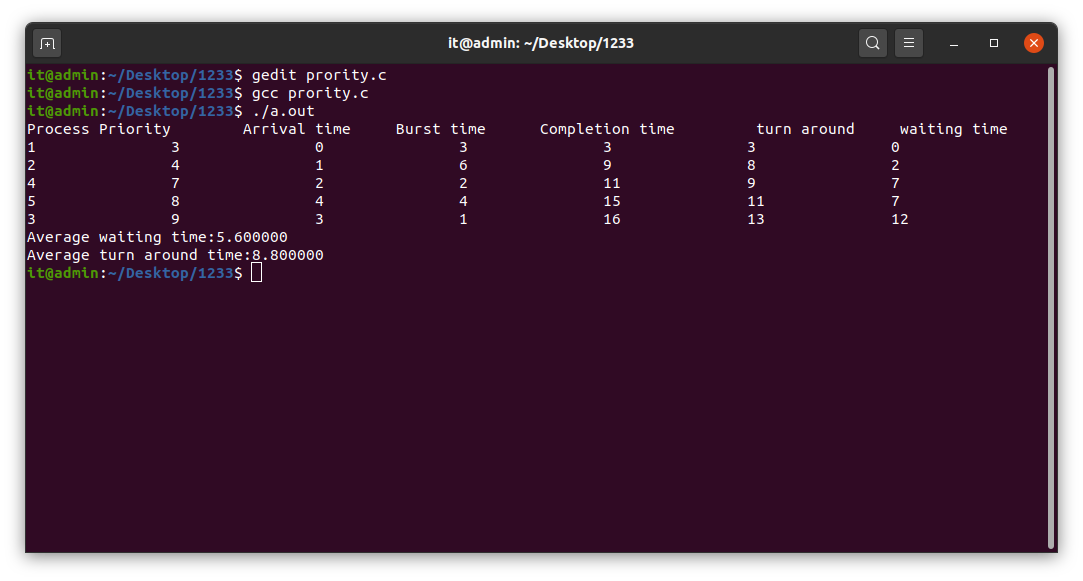 it@admin: ~/Desktop/1233
it@admin:~/Desktop/1233$ gedit prority.c
it@admin:~/Desktop/1233$ gcc prority.c
it@admin:~/Desktop/1233$ ./a.out
Process Priority        Arrival time     Burst time      Completion time         turn around     waiting time
1               3               0               3               3               3               0
2               4               1               6               9               8               2
4               7               2               2               11              9               7
5               8               4               4               15              11              7
3               9               3               1               16              13              12
Average waiting time:5.600000
Average turn around time:8.800000
it@admin:~/Desktop/1233$